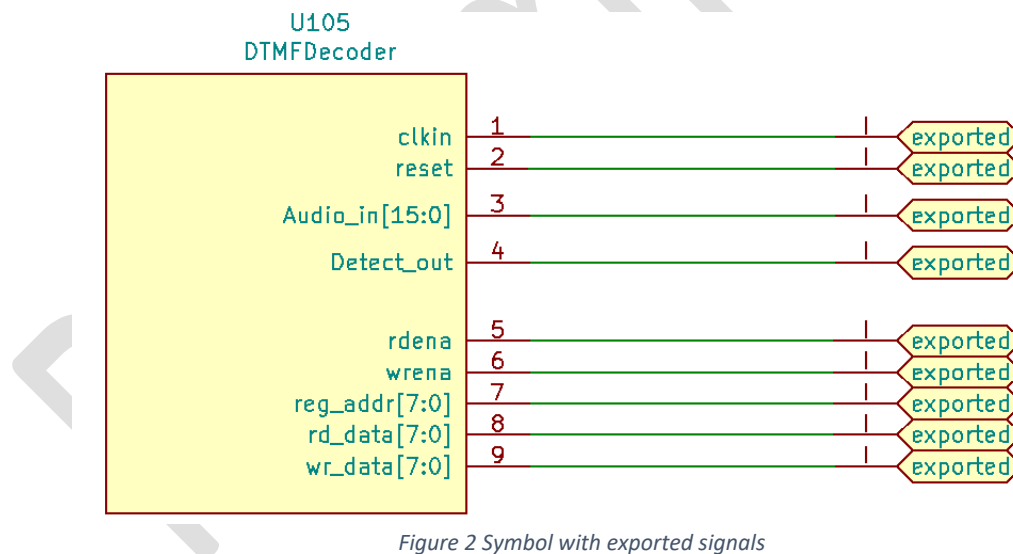 U105
DTMFDecoder
clkin 1 | exported
reset 2 | exported
Audio_in[15:0] 3 | exported
Detect_out 4 | exported
rdena 5 | exported
wrena 6 | exported
reg_addr[7:0] 7 | exported
rd_data[7:0] 8 | exported
wr_data[7:0] 9 | exported
Figure 2 Symbol with exported signals